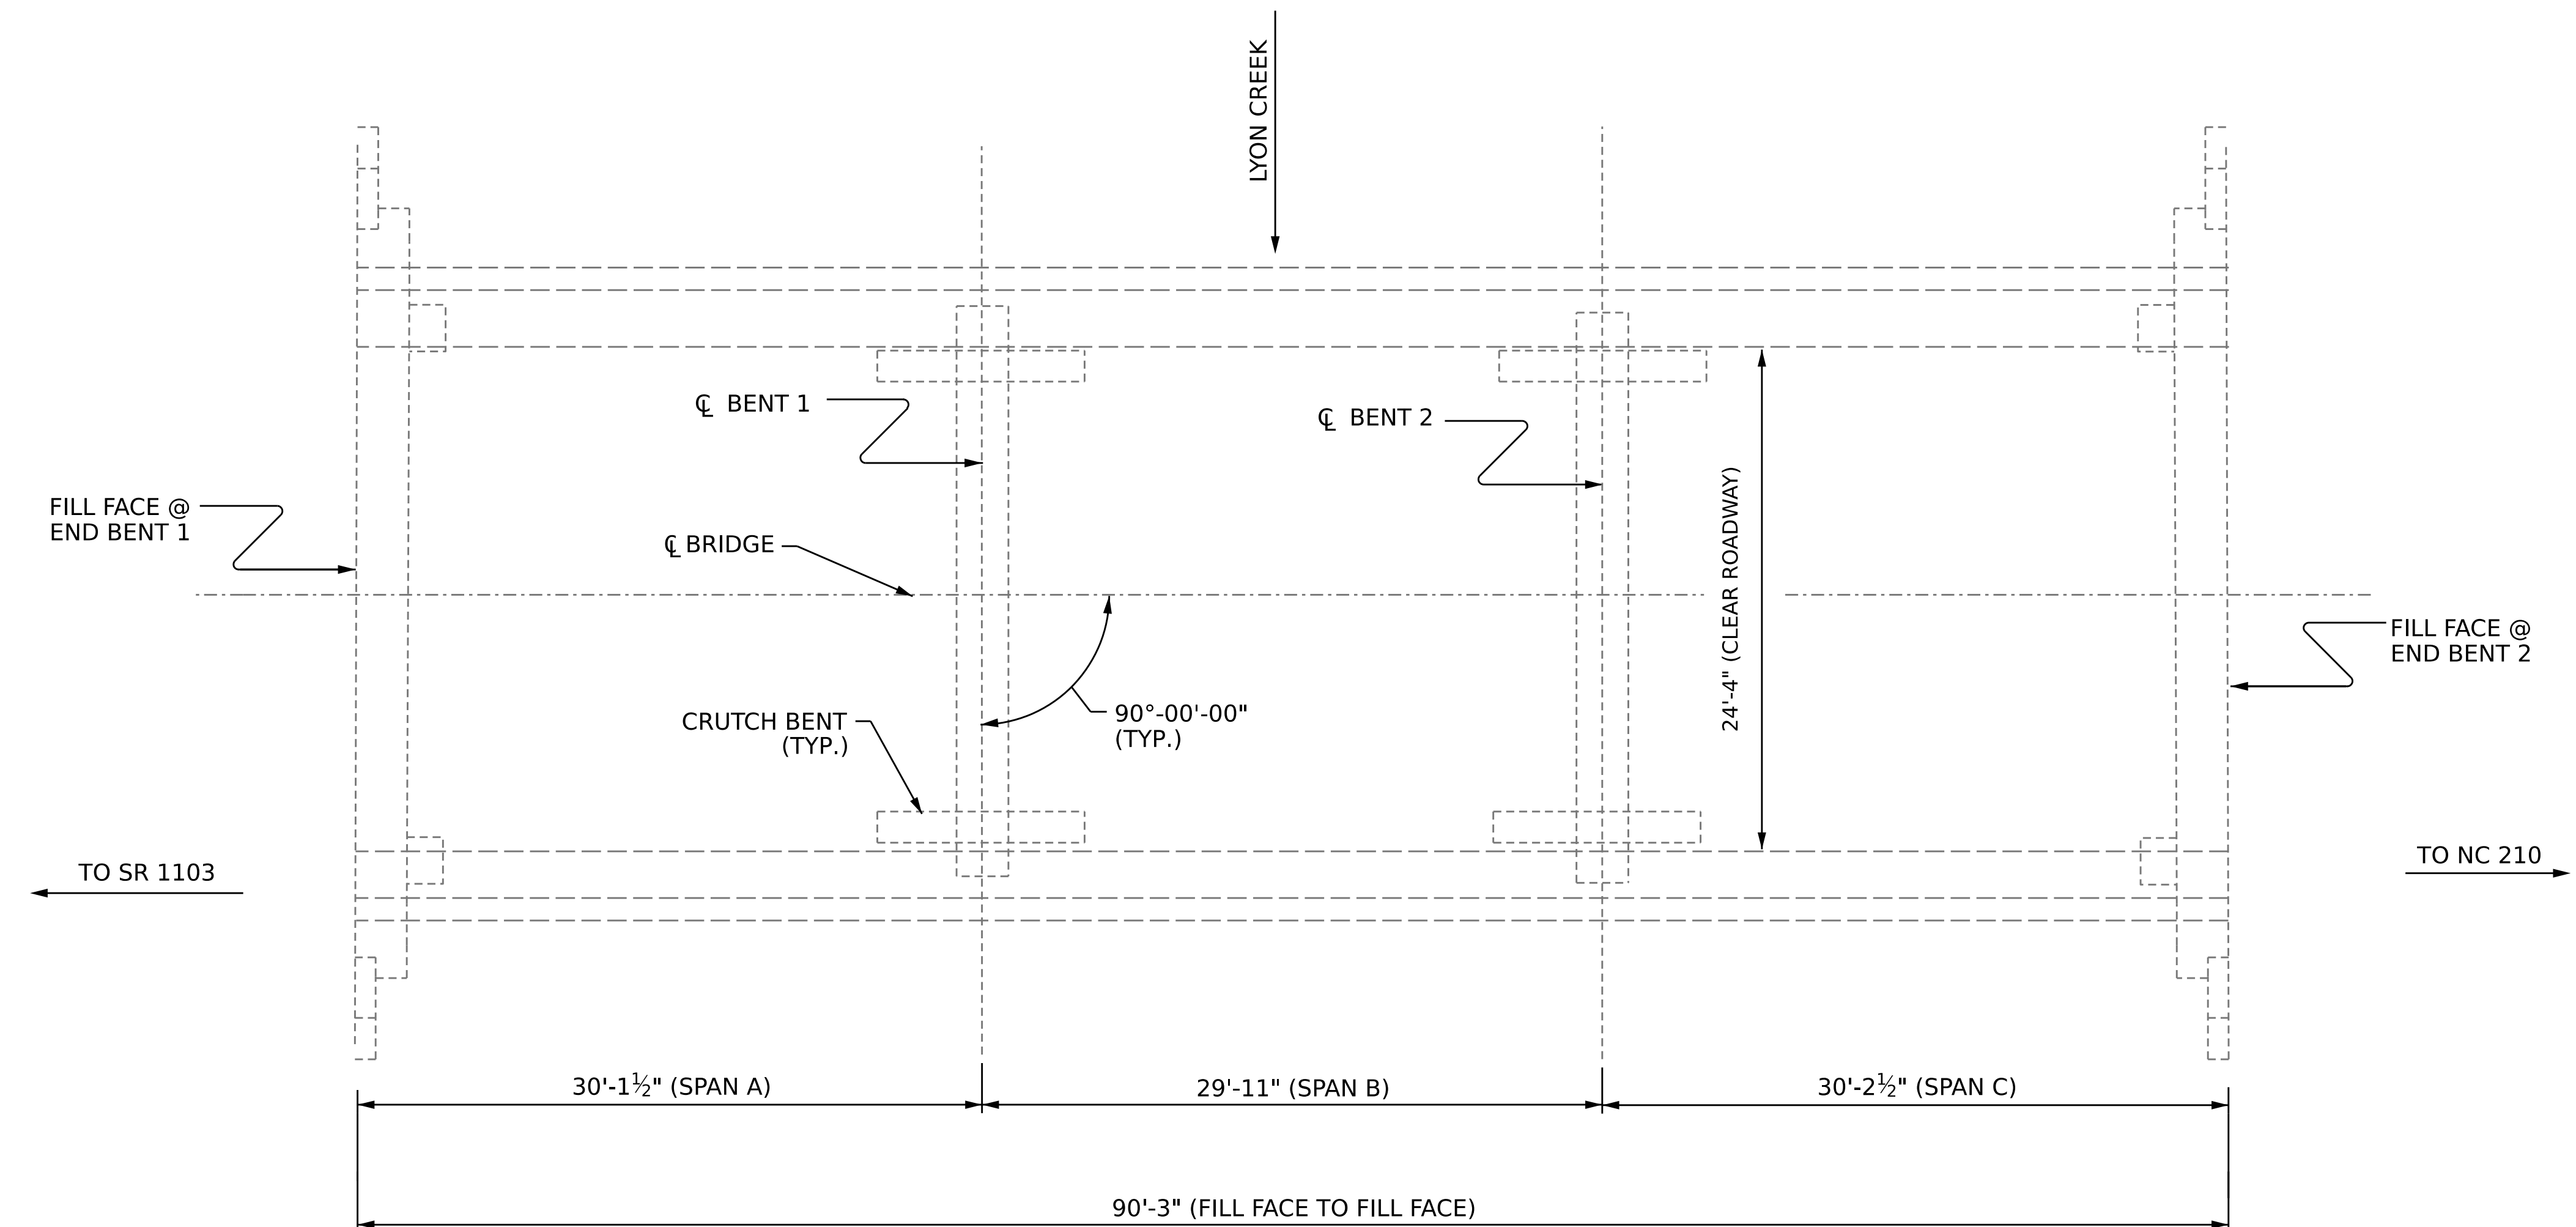 LYON CREEK
℄ BENT 1
℄ BENT 2
FILL FACE @
END BENT 1
℄ BRIDGE
24'-4" (CLEAR ROADWAY)
FILL FACE @
END BENT 2
CRUTCH BENT
(TYP.)
90°-00'-00"
(TYP.)
TO SR 1103
TO NC 210
30'-1½" (SPAN A)
29'-11" (SPAN B)
30'-2½" (SPAN C)
90'-3" (FILL FACE TO FILL FACE)